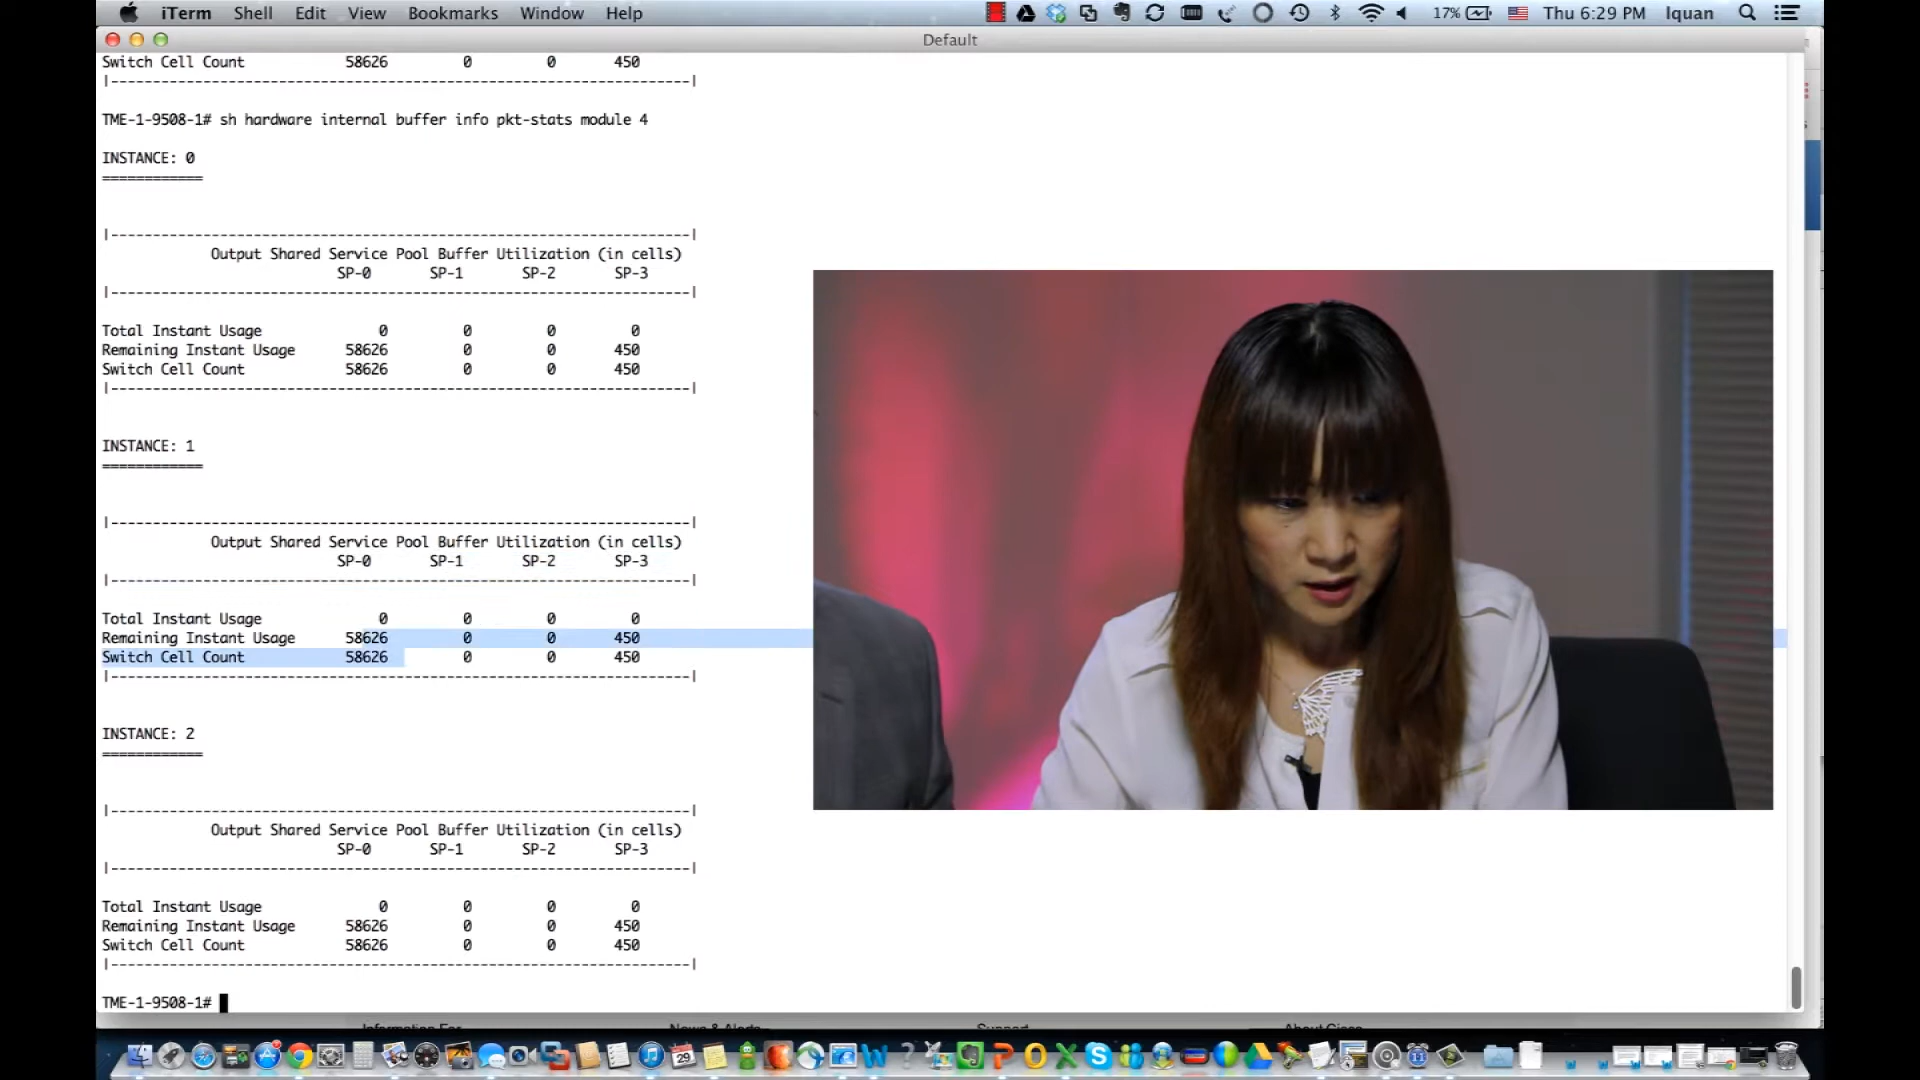 iTerm Shell Edit View Bookmarks Window Help 17% Thu 6:29 PM lquan
Default
Switch Cell Count 58626 0 0 450
|---------------------------------------------------------------------|
TME-1-9508-1# sh hardware internal buffer info pkt-stats module 4
INSTANCE: 0
============
|---------------------------------------------------------------------|
Output Shared Service Pool Buffer Utilization (in cells)
SP-0 SP-1 SP-2 SP-3
|---------------------------------------------------------------------|
Total Instant Usage 0 0 0 0
Remaining Instant Usage 58626 0 0 450
Switch Cell Count 58626 0 0 450
|---------------------------------------------------------------------|
INSTANCE: 1
============
|---------------------------------------------------------------------|
Output Shared Service Pool Buffer Utilization (in cells)
SP-0 SP-1 SP-2 SP-3
|---------------------------------------------------------------------|
Total Instant Usage 0 0 0 0
Remaining Instant Usage 58626 0 0 450
Switch Cell Count 58626 0 0 450
|---------------------------------------------------------------------|
INSTANCE: 2
============
|---------------------------------------------------------------------|
Output Shared Service Pool Buffer Utilization (in cells)
SP-0 SP-1 SP-2 SP-3
|---------------------------------------------------------------------|
Total Instant Usage 0 0 0 0
Remaining Instant Usage 58626 0 0 450
Switch Cell Count 58626 0 0 450
|---------------------------------------------------------------------|
TME-1-9508-1#
Information For News & Alerts Support About Cisco